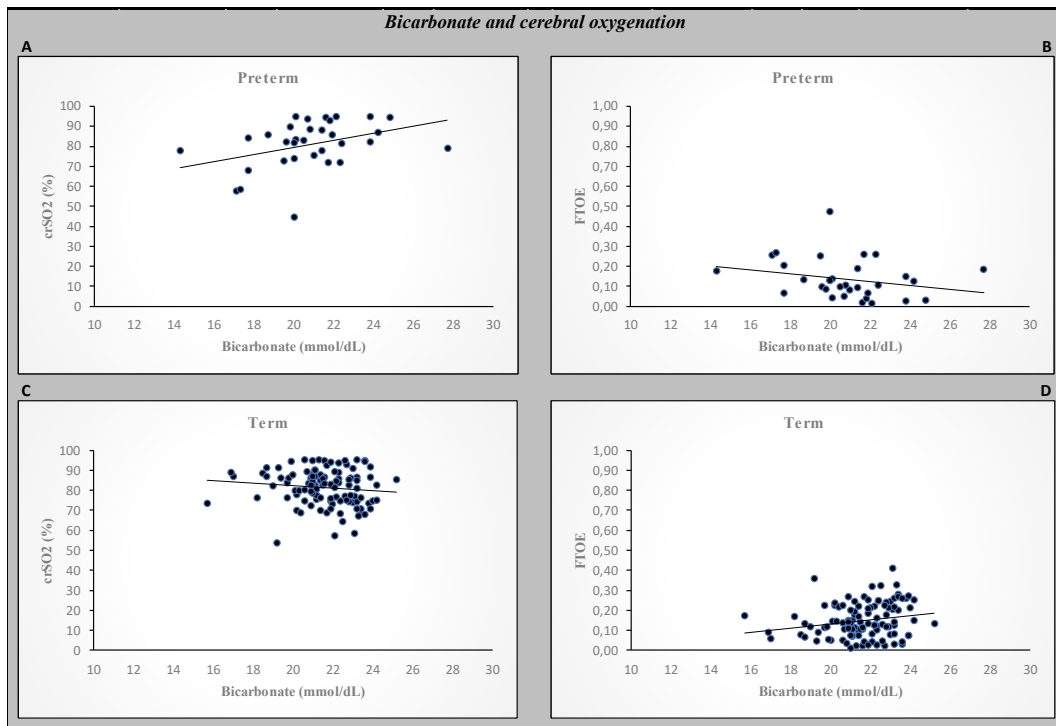 Bicarbonate and cerebral oxygenation
A
Preterm
crSO2 (%)
100
90
80
70
60
50
40
30
20
10
0
10 12 14 16 18 20 22 24 26 28 30
Bicarbonate (mmol/dL)
B
Preterm
FTOE
1,00
0,90
0,80
0,70
0,60
0,50
0,40
0,30
0,20
0,10
0,00
10 12 14 16 18 20 22 24 26 28 30
Bicarbonate (mmol/dL)
C
Term
crSO2 (%)
100
90
80
70
60
50
40
30
20
10
0
10 12 14 16 18 20 22 24 26 28 30
Bicarbonate (mmol/dL)
D
Term
FTOE
1,00
0,90
0,80
0,70
0,60
0,50
0,40
0,30
0,20
0,10
0,00
10 12 14 16 18 20 22 24 26 28 30
Bicarbonate (mmol/dL)